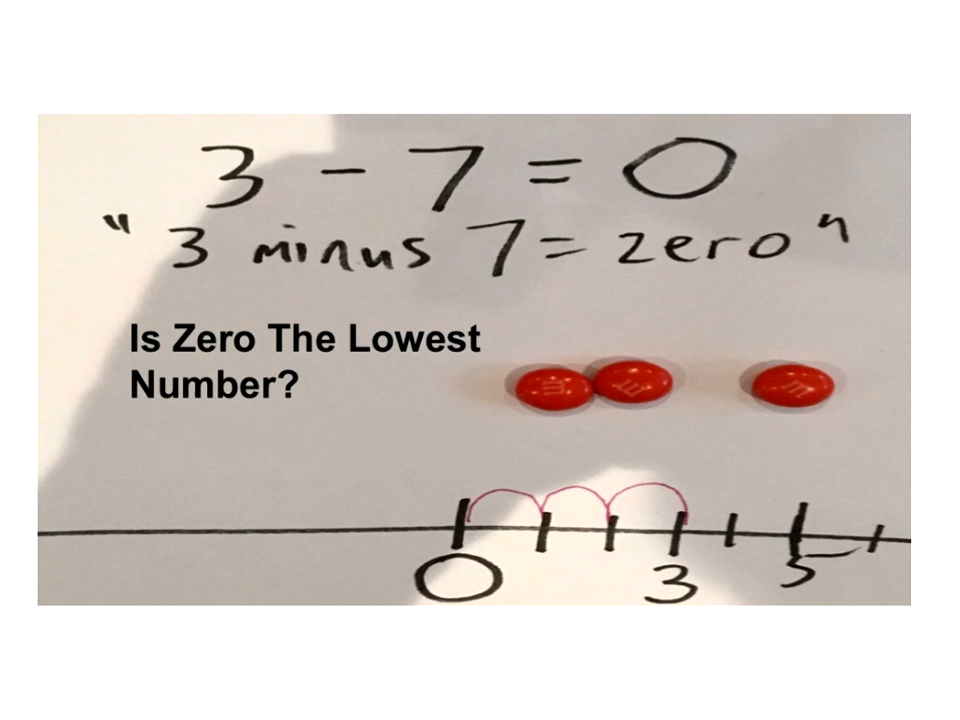 3 - 7 = 0
" 3 minus 7 = zero "
Is Zero The Lowest
Number?
m m m
0 3 5